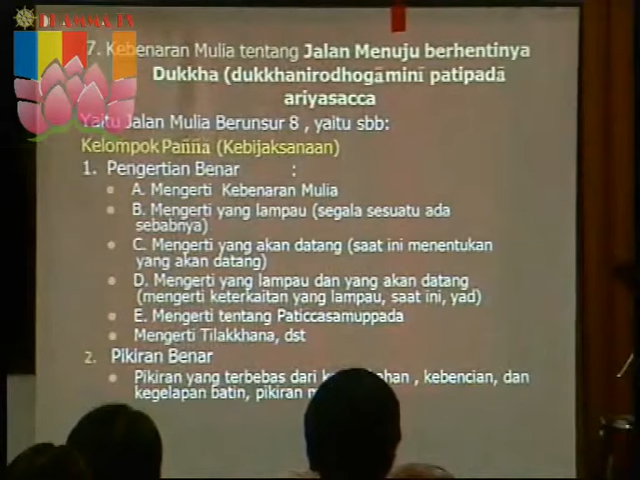 DHAMMA TV
7. Kebenaran Mulia tentang Jalan Menuju berhentinya
Dukkha (dukkhanirodhogāminī patipadā
ariyasacca
Yaitu Jalan Mulia Berunsur 8 , yaitu sbb:
Kelompok Pañña (Kebijaksanaan)
1. Pengertian Benar :
A. Mengerti Kebenaran Mulia
B. Mengerti yang lampau (segala sesuatu ada
sebabnya)
C. Mengerti yang akan datang (saat ini menentukan
yang akan datang)
D. Mengerti yang lampau dan yang akan datang
(mengerti keterkaitan yang lampau, saat ini, yad)
E. Mengerti tentang Paticcasamuppada
Mengerti Tilakkhana, dst
2. Pikiran Benar
Pikiran yang terbebas dari , kebencian, dan
kegelapan batin, pikiran